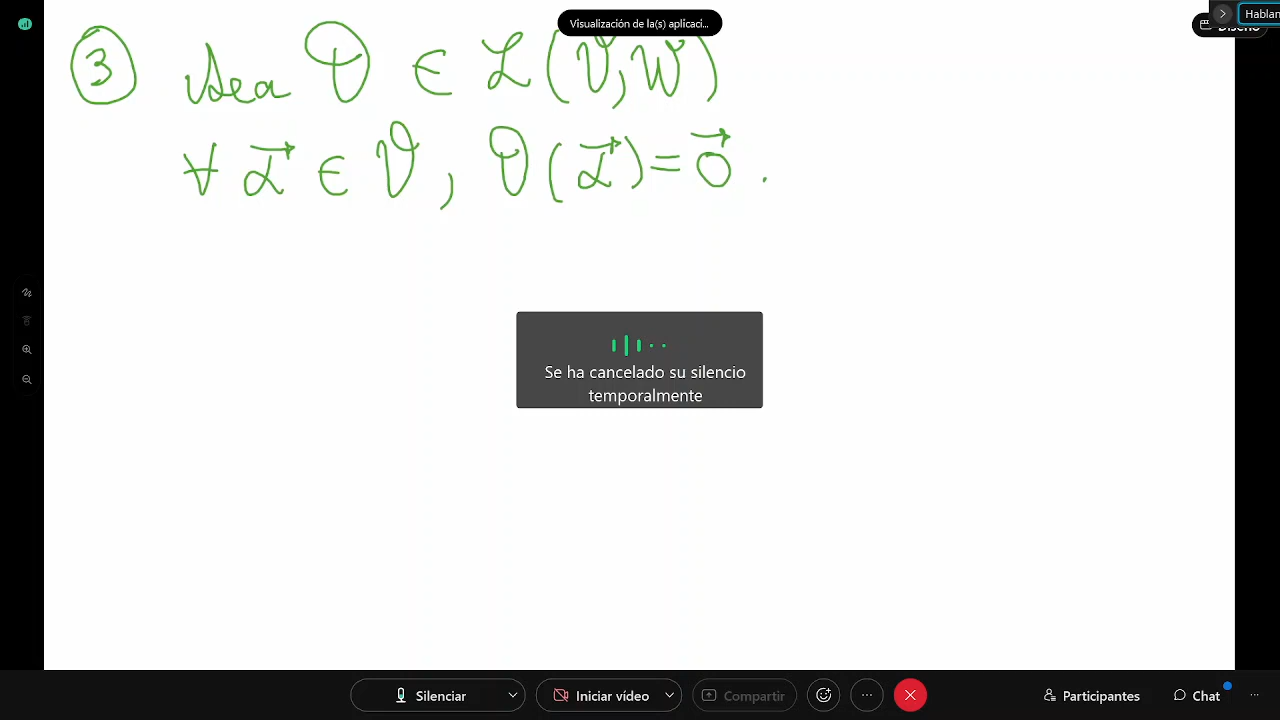 Visualización de la(s) aplicaci...
Hablan
Diseño
③ Sea T ∈ ℒ(V, W)
∀ α⃗ ∈ V, T(α⃗) = 0⃗.
Se ha cancelado su silencio
temporalmente
Silenciar
Iniciar vídeo
Compartir
Participantes
Chat